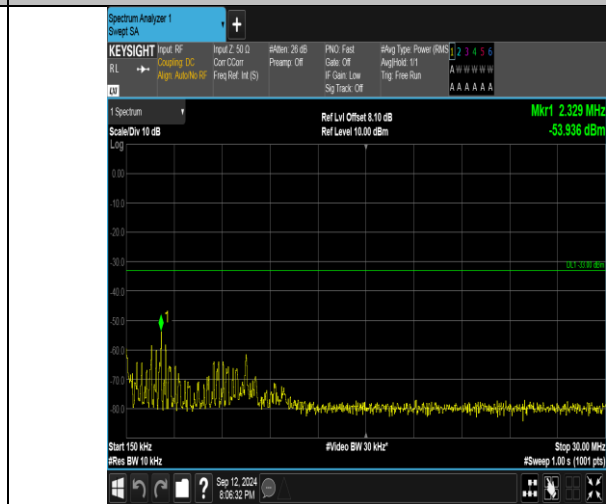 Spectrum Analyzer 1
Swept SA
+
KEYSIGHT Input: RF Input Z: 50 Ω #Atten: 26 dB PNO: Fast #Avg Type: Power (RMS 1 2 3 4 5 6
RL Coupling: DC Corr CCorr Preamp: Off Gate: Off Avg|Hold: 1/1 A W W W W W
Align: Auto/No RF Freq Ref: Int (S) IF Gain: Low Trig: Free Run A A A A A A
LXI Sig Track: Off
1 Spectrum Ref Lvl Offset 8.10 dB Mkr1 2.329 MHz
Scale/Div 10 dB Ref Level 10.00 dBm -53.936 dBm
Log
0.00
-10.0
-20.0
-30.0 DL1 -33.00 dBm
-40.0
1
-50.0
-60.0
-70.0
-80.0
Start 150 kHz #Video BW 30 kHz* Stop 30.00 MHz
#Res BW 10 kHz #Sweep 1.00 s (1001 pts)
? Sep 12, 2024
8:06:32 PM